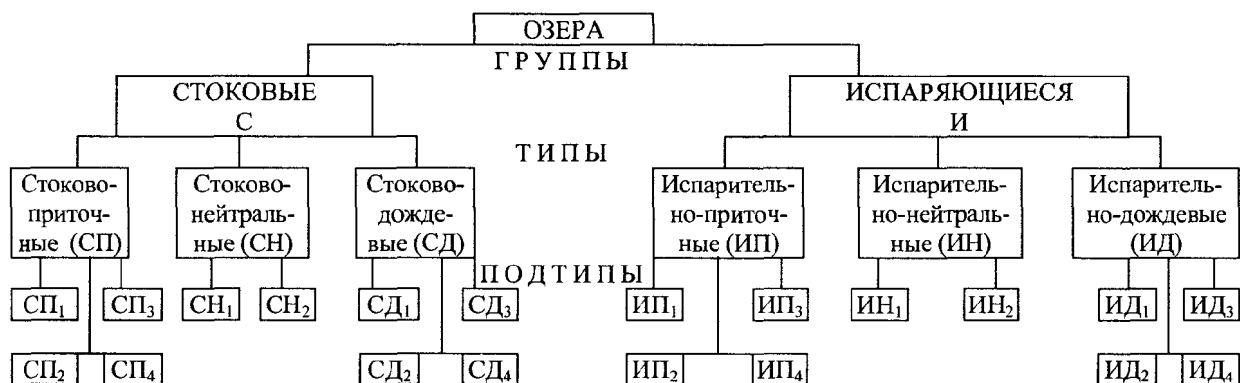 ОЗЕРА
ГРУППЫ
СТОКОВЫЕ
С
ИСПАРЯЮЩИЕСЯ
И
ТИПЫ
Стоково-
приточ-
ные (СП)
Стоково-
нейтраль-
ные (СН)
Стоково-
дожде-
вые (СД)
Испаритель-
но-приточ-
ные (ИП)
Испаритель-
но-нейтраль-
ные (ИН)
Испаритель-
но-дождевые
(ИД)
ПОДТИПЫ
СП₁ СП₃ СН₁ СН₂ СД₁ СД₃ ИП₁ ИП₃ ИН₁ ИН₂ ИД₁ ИД₃
СП₂ СП₄ СД₂ СД₄ ИП₂ ИП₄ ИД₂ ИД₄